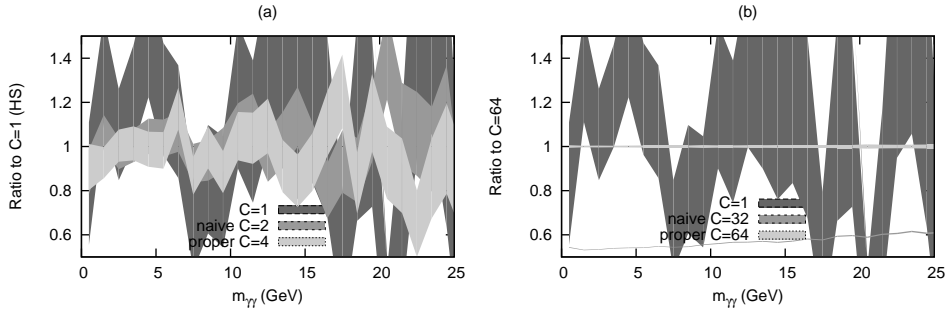 (a)
Ratio to C=1 (HS)
1.4
1.2
1
0.8
0.6
C=1
naive C=2
proper C=4
0 5 10 15 20 25
mγγ (GeV)
(b)
Ratio to C=64
1.4
1.2
1
0.8
0.6
C=1
naive C=32
proper C=64
0 5 10 15 20 25
mγγ (GeV)